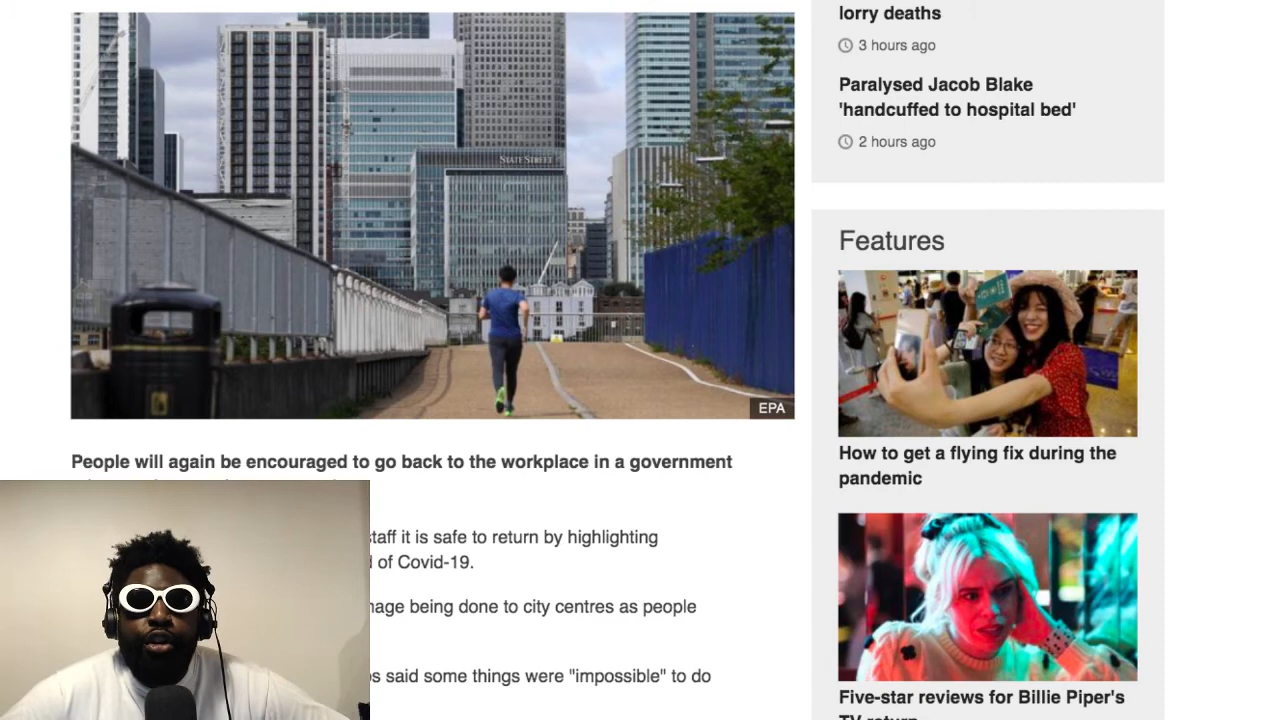 STATE STREET
EPA
People will again be encouraged to go back to the workplace in a government
staff it is safe to return by highlighting
of Covid-19.
being done to city centres as people
said some things were "impossible" to do
lorry deaths
3 hours ago
Paralysed Jacob Blake
'handcuffed to hospital bed'
2 hours ago
Features
How to get a flying fix during the
pandemic
Five-star reviews for Billie Piper's
TV return